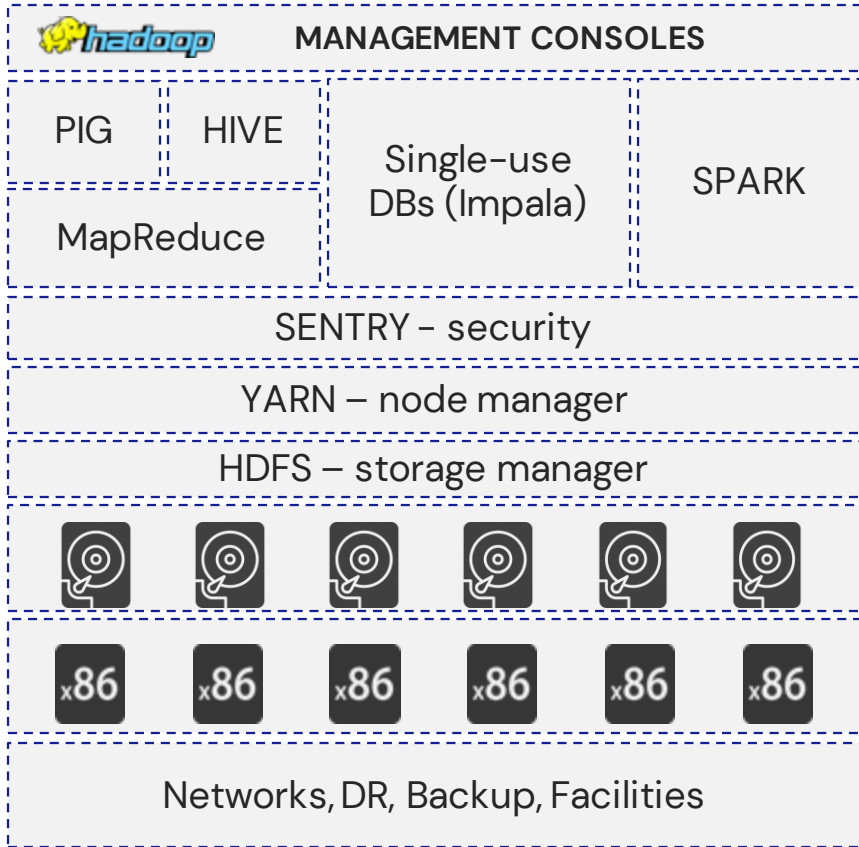 hadoop MANAGEMENT CONSOLES
PIG
HIVE
Single-use
DBs (Impala)
SPARK
MapReduce
SENTRY - security
YARN – node manager
HDFS – storage manager
x86 x86 x86 x86 x86 x86
Networks, DR, Backup, Facilities